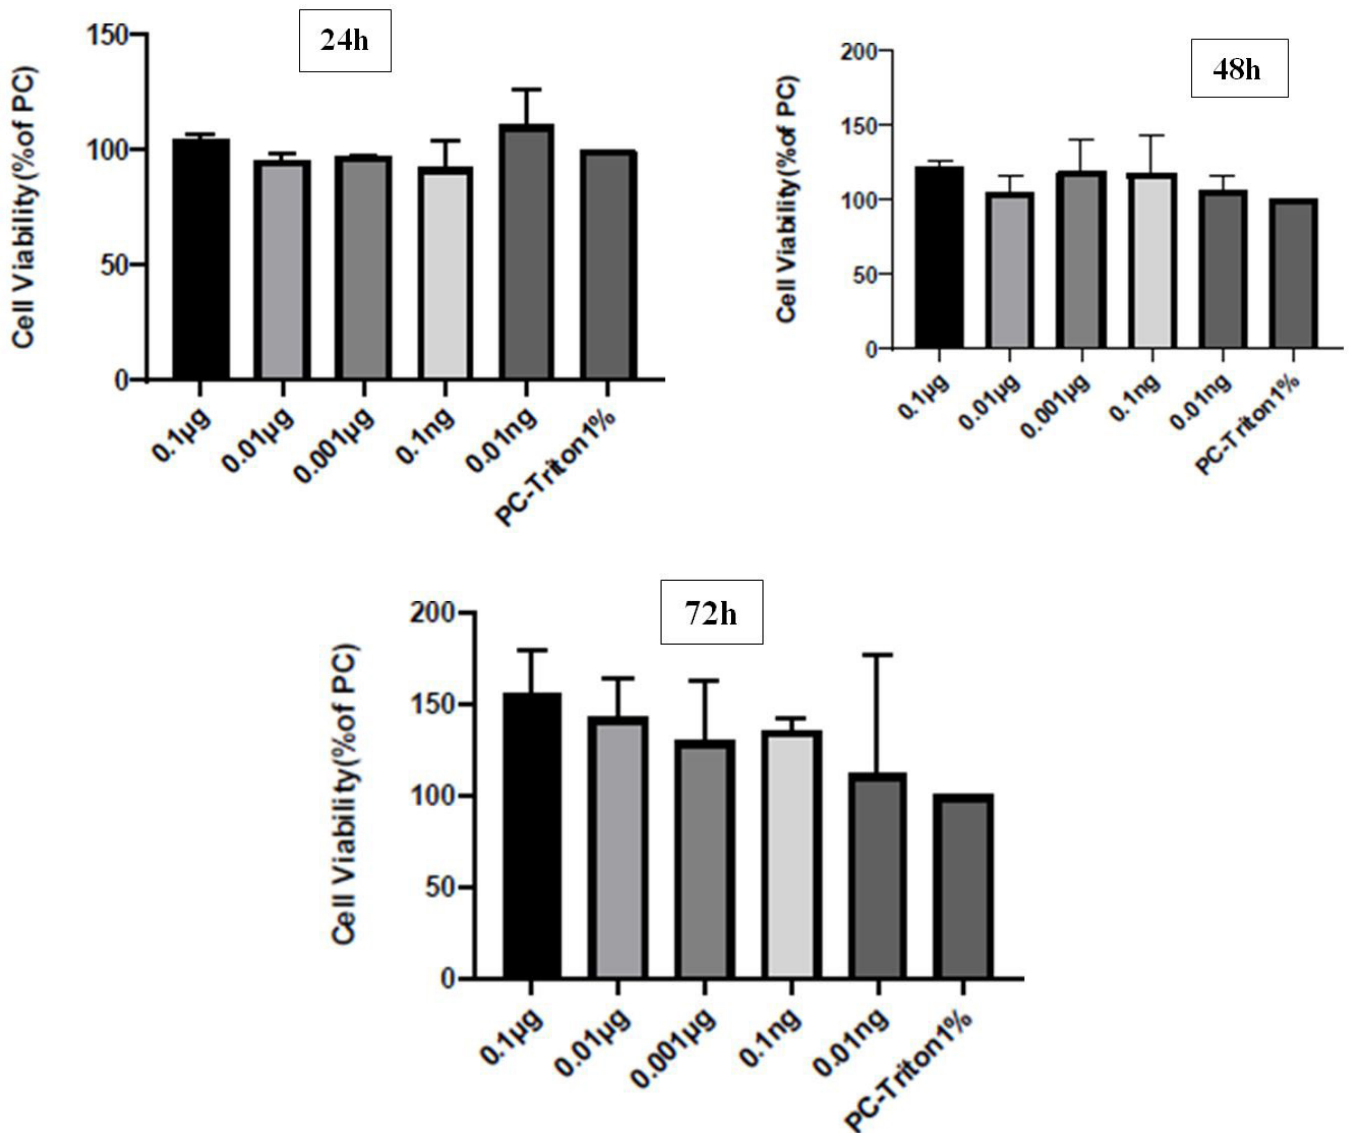 24h
Cell Viability(%of PC)
150
100
50
0
0.1µg
0.01µg
0.001µg
0.1ng
0.01ng
PC-Triton1%
48h
Cell Viability(%of PC)
200
150
100
50
0
0.1µg
0.01µg
0.001µg
0.1ng
0.01ng
PC-Triton1%
72h
Cell Viability(%of PC)
200
150
100
50
0
0.1µg
0.01µg
0.001µg
0.1ng
0.01ng
PC-Triton1%